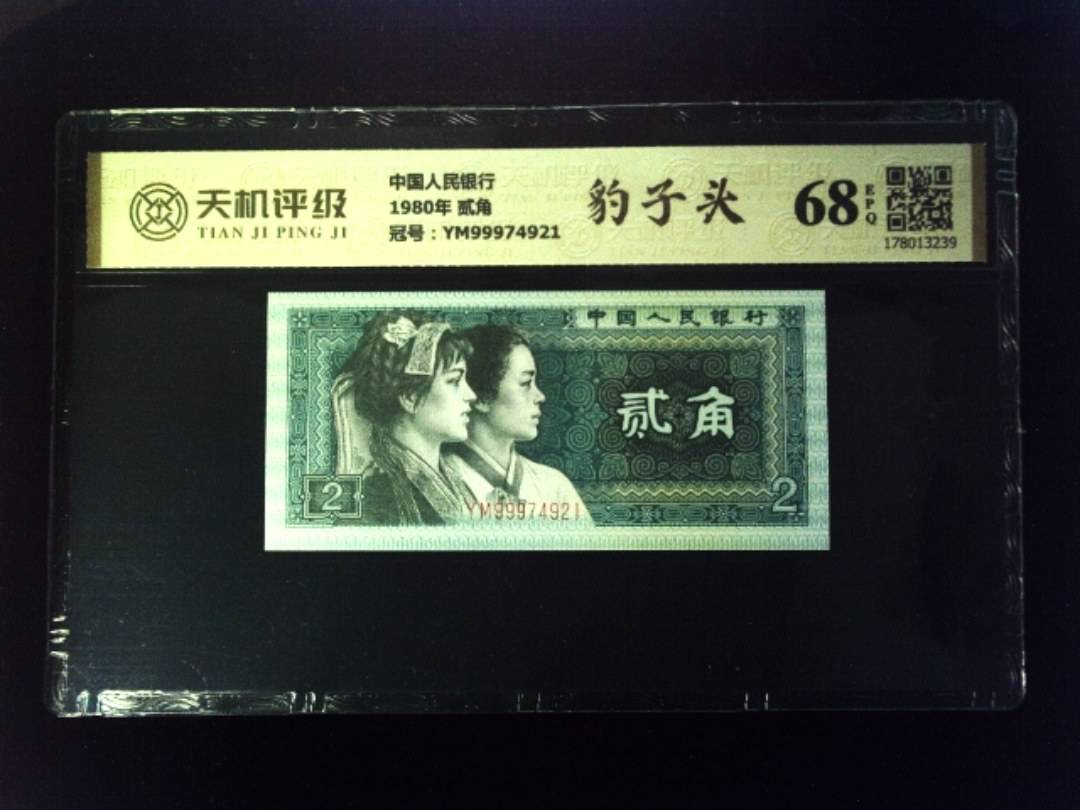 天机评级
TIAN JI PING JI
中国人民银行
1980年 贰角
冠号：YM99974921
豹子头
68
EPQ
178013239
中国人民银行
贰角
2
2
YM99974921